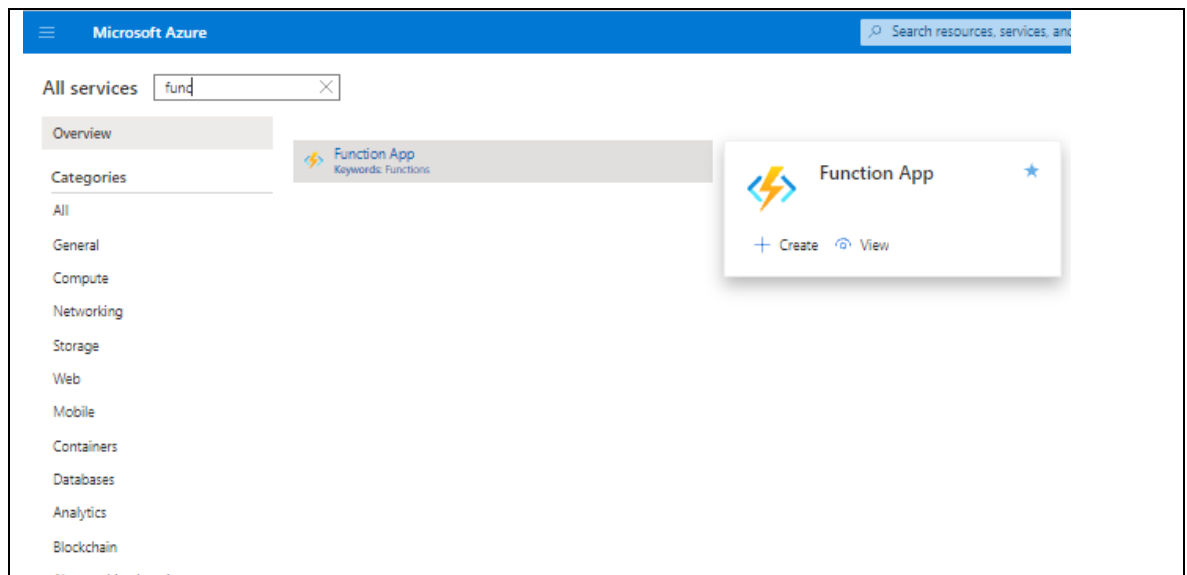 Microsoft Azure
Search resources, services, and
All services
func
Overview
Function App
Keywords: Functions
Function App
Create View
Categories
All
General
Compute
Networking
Storage
Web
Mobile
Containers
Databases
Analytics
Blockchain